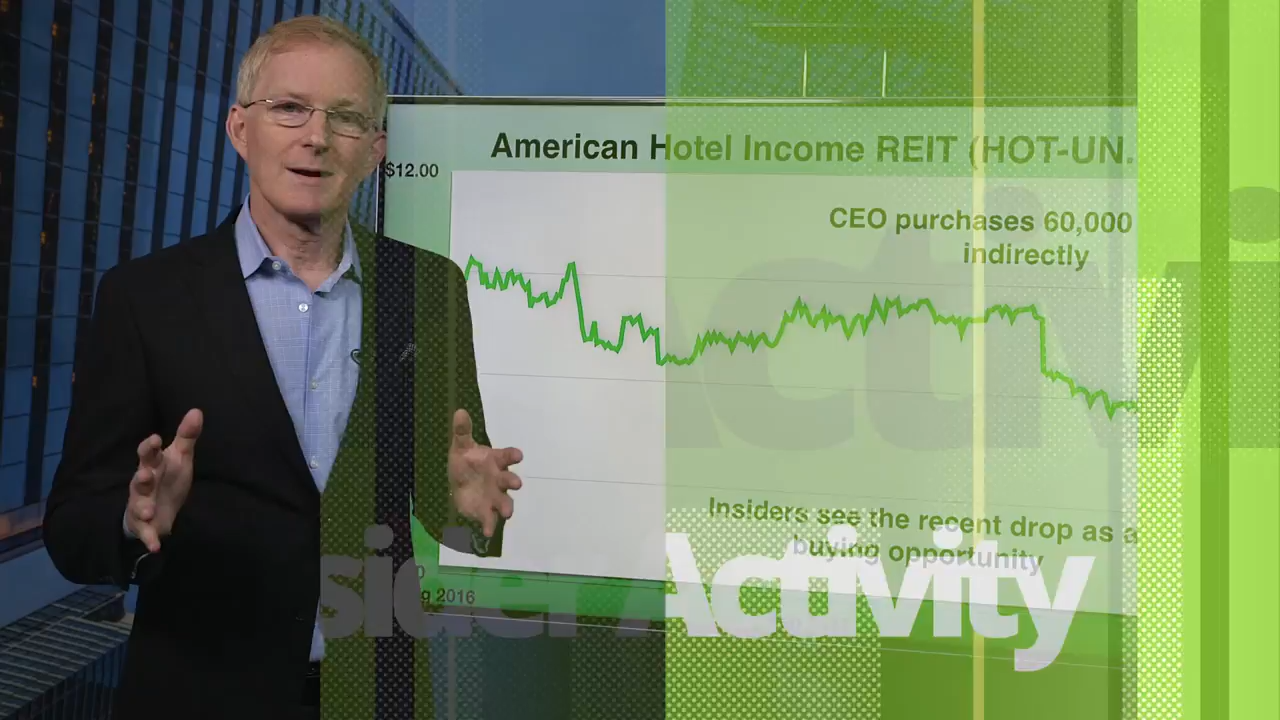 American Hotel Income REIT (HOT-UN.
$12.00
CEO purchases 60,000
indirectly
Insiders see the recent drop as a
buying opportunity
2016
Activity
Activi